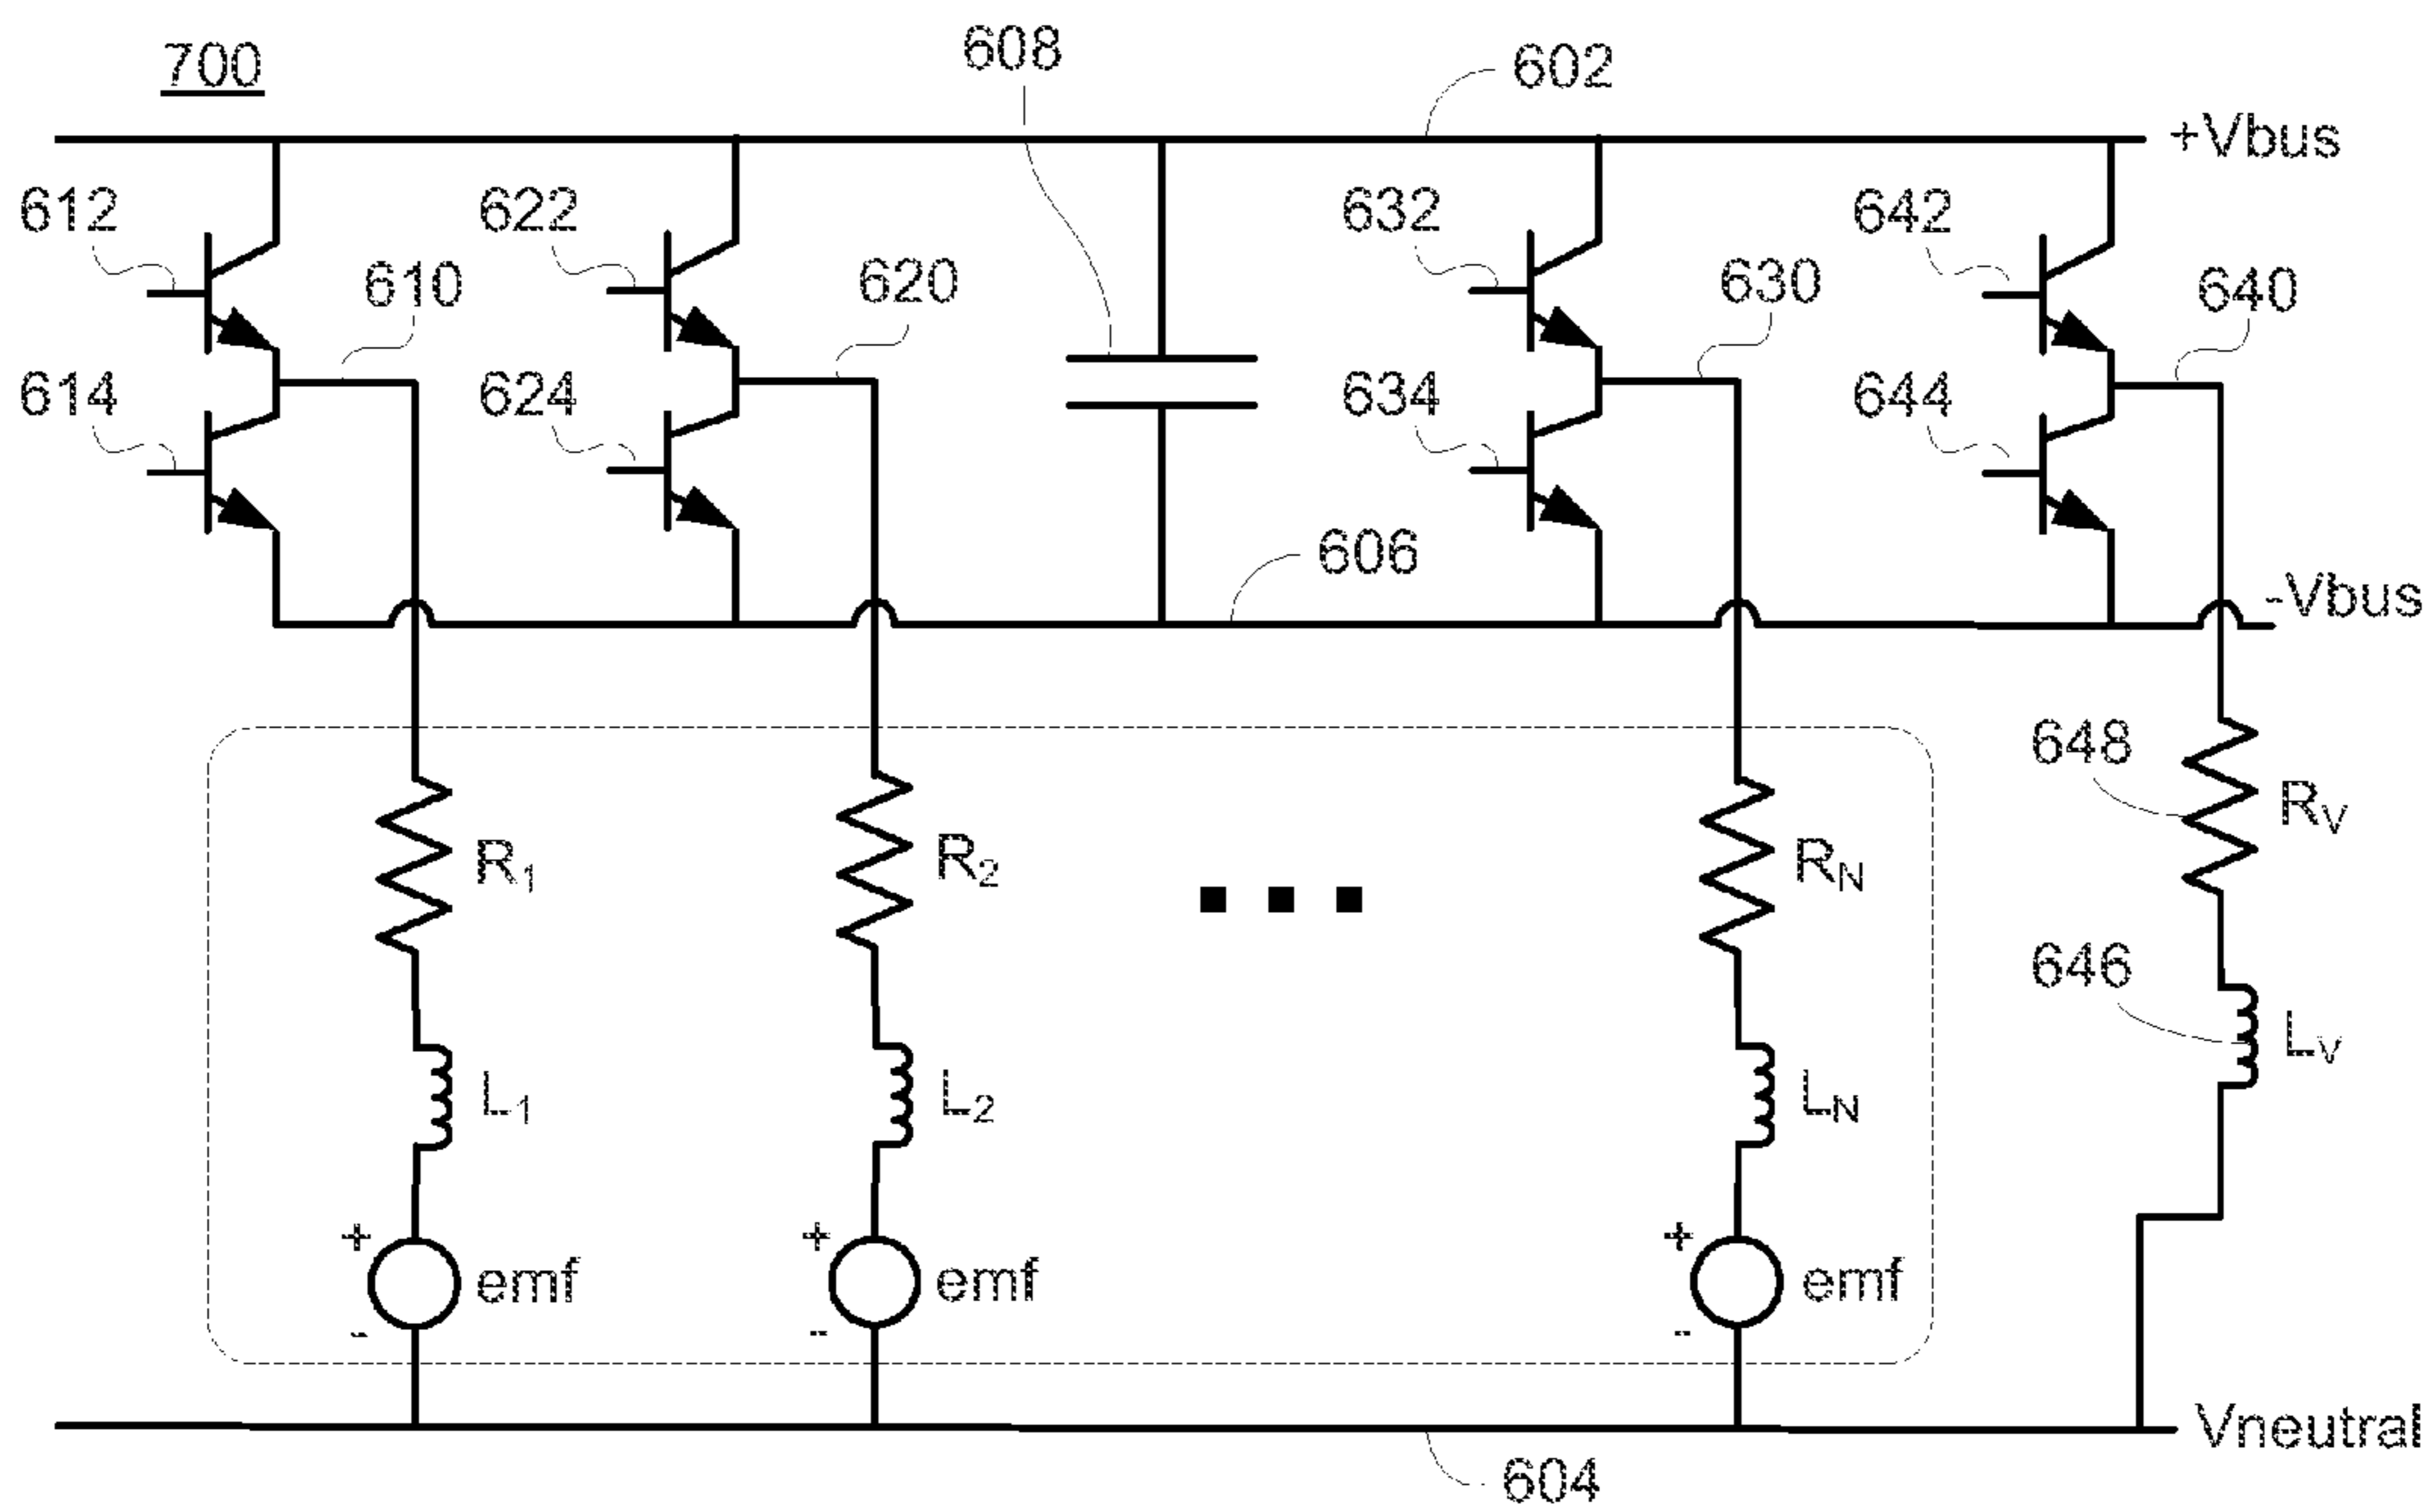 700
608
602
+Vbus
612
622
632
642
610
620
630
640
614
624
634
644
606
-Vbus
648
R1
R2
RN
RV
646
L1
L2
LN
LV
+
+
+
emf
emf
emf
-
-
-
Vneutral
604